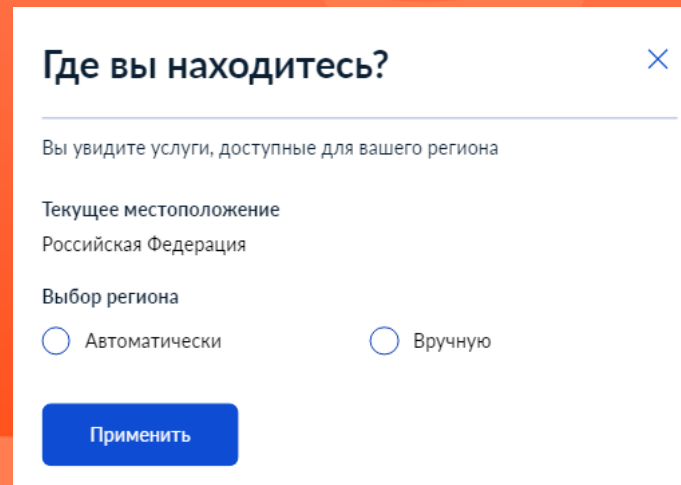 Где вы находитесь?
Вы увидите услуги, доступные для вашего региона
Текущее местоположение
Российская Федерация
Выбор региона
Автоматически Вручную
Применить